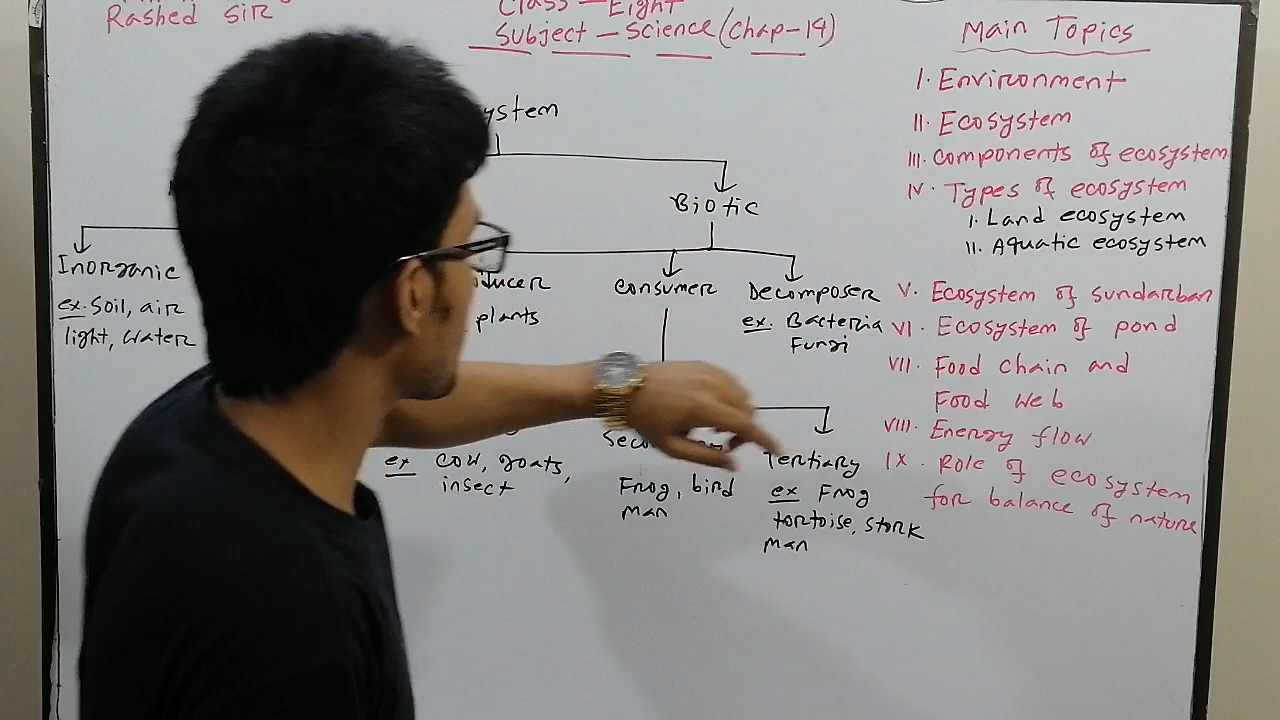 Rashed sir
Class - Eight
Subject - Science (Chap-14)
ystem
Biotic
Inorganic
ex. soil, air
light, water
ducer
plants
Consumer
Decomposer
ex. Bacteria
Fungi
ex cow, goats,
insect
Seco
Frog, bird
man
Tertiary
ex Frog
tortoise, stork
man
Main Topics
I. Environment
II. Ecosystem
III. Components of ecosystem
IV. Types of ecosystem
I. Land ecosystem
II. Aquatic ecosystem
V. Ecosystem of sundarban
VI. Ecosystem of pond
VII. Food chain and
Food web
VIII. Energy flow
IX. Role of ecosystem
for balance of nature